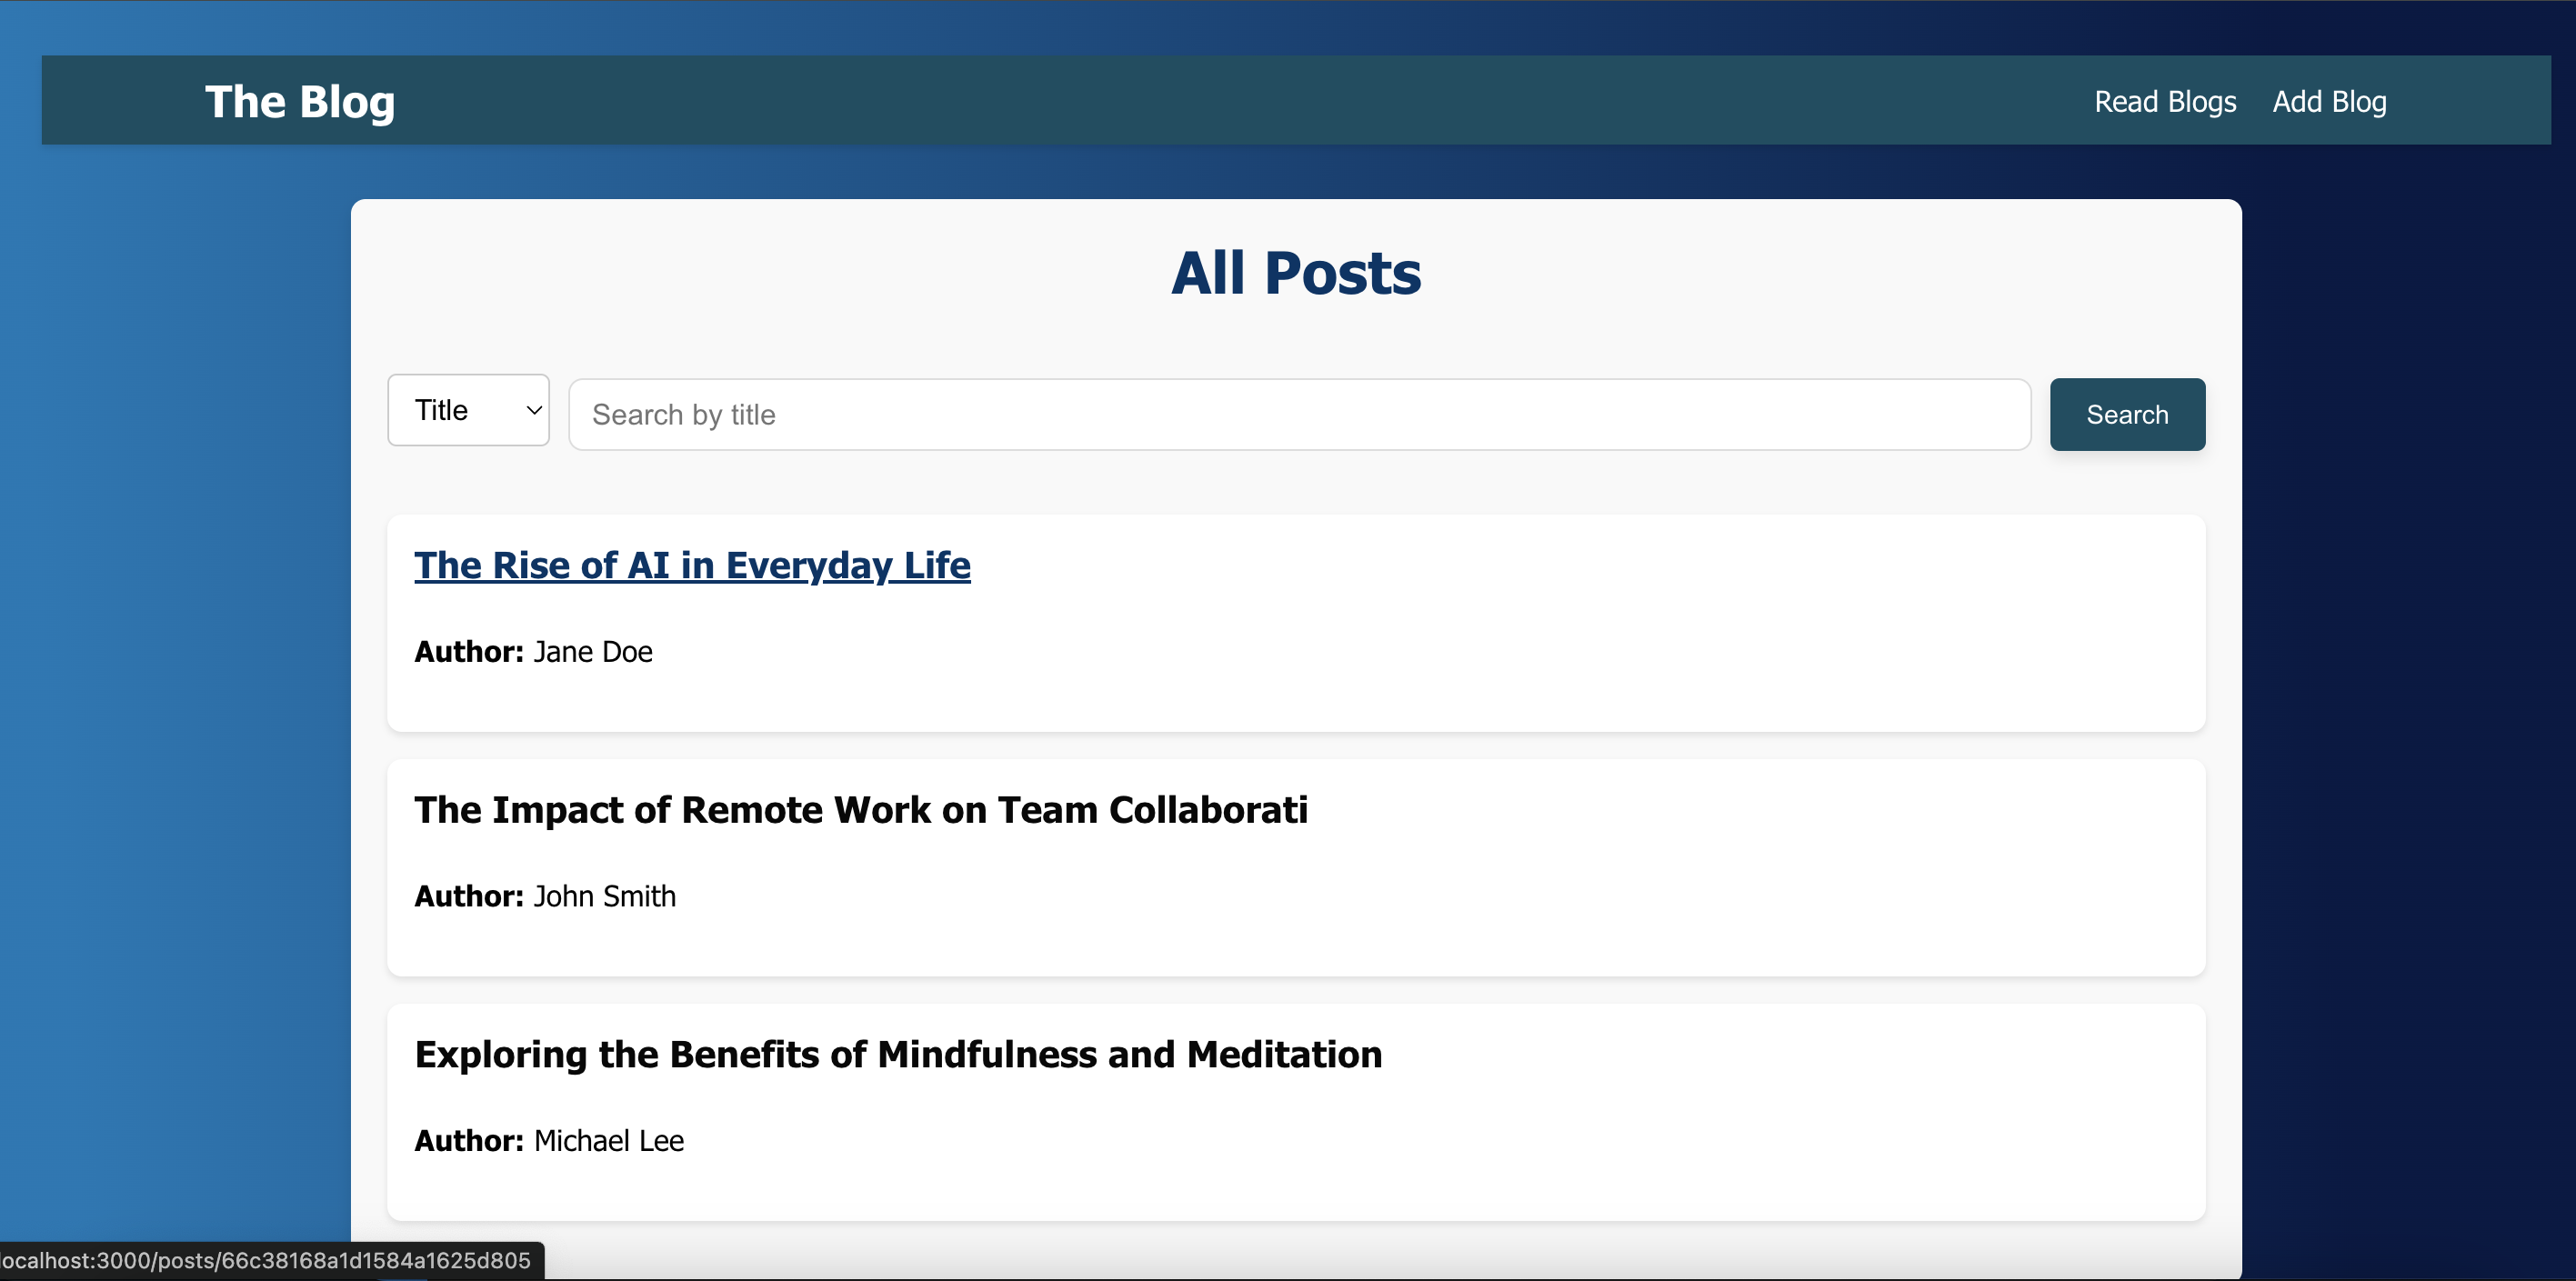 The Blog
Read Blogs
Add Blog
All Posts
Title
Search by title
Search
The Rise of AI in Everyday Life
Author: Jane Doe
The Impact of Remote Work on Team Collaborati
Author: John Smith
Exploring the Benefits of Mindfulness and Meditation
Author: Michael Lee
localhost:3000/posts/66c38168a1d1584a1625d805